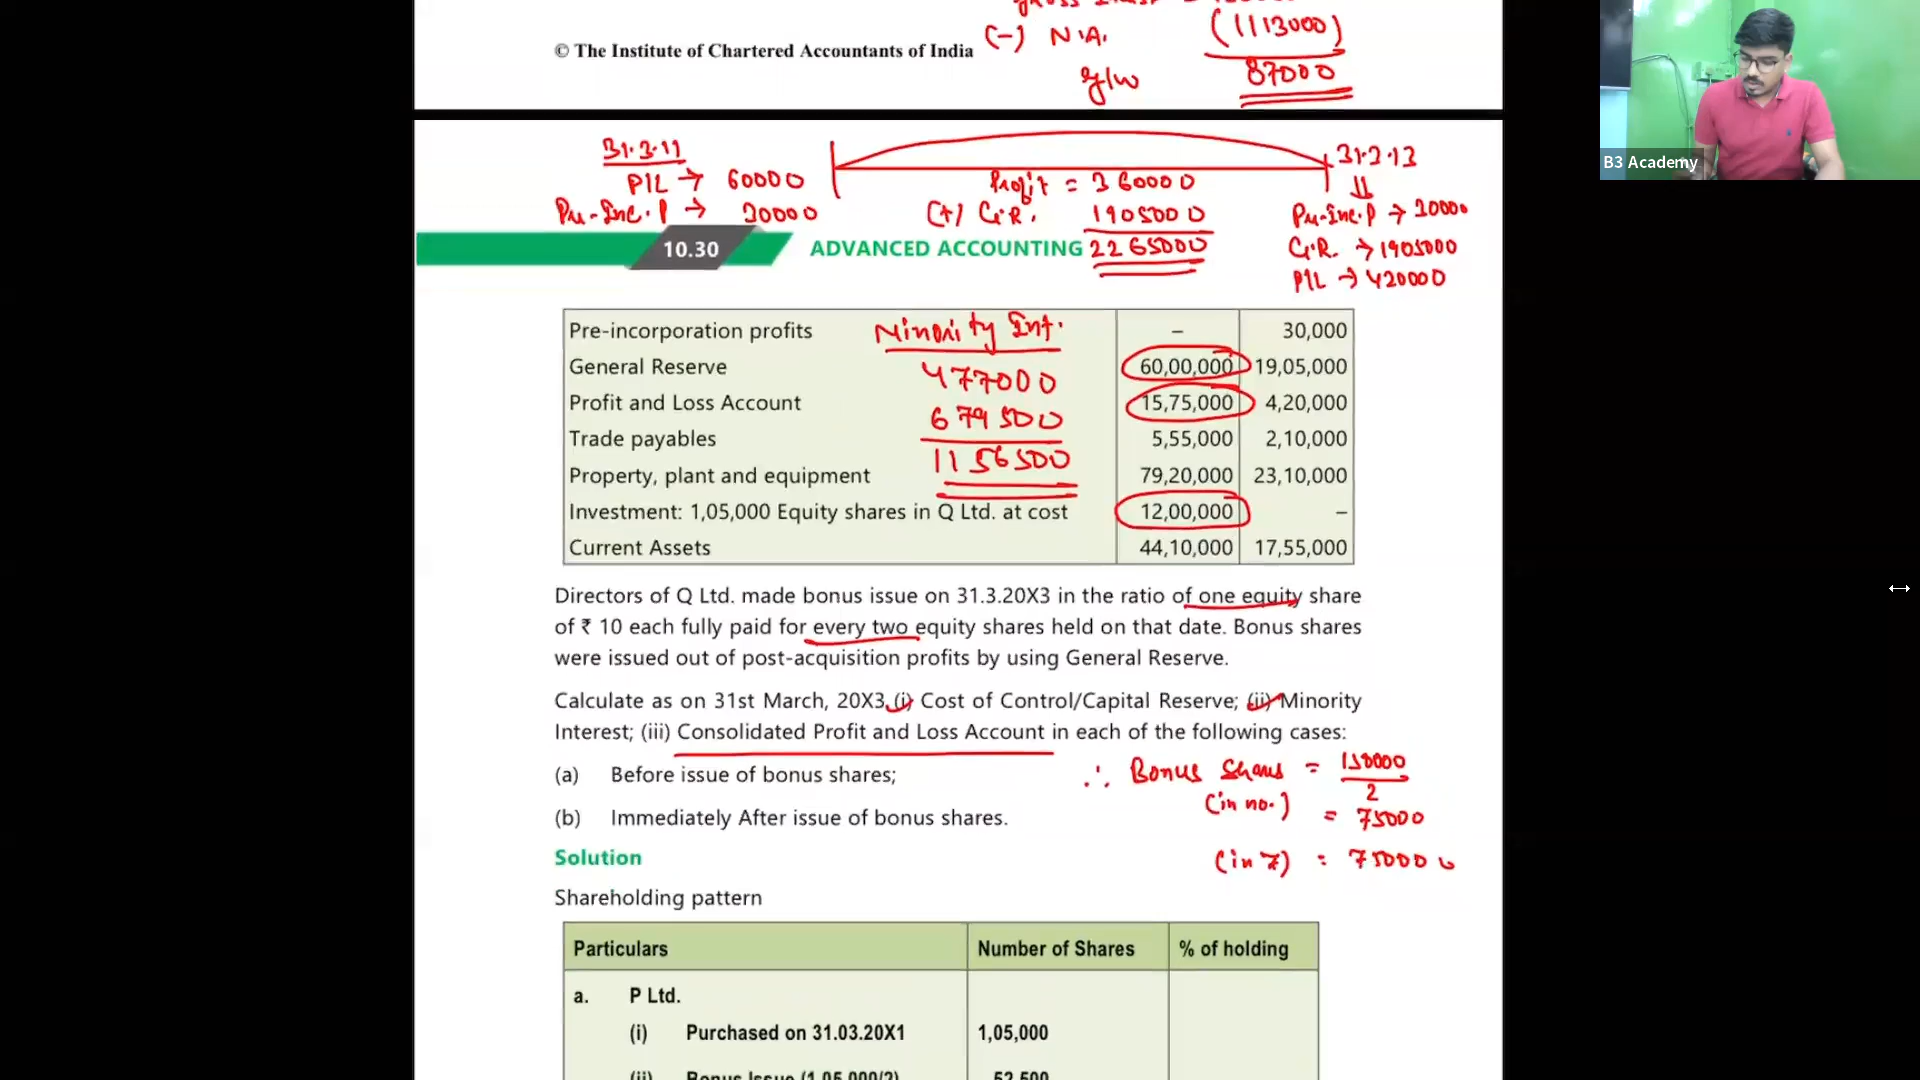 (-) N.A. (1113000)
© The Institute of Chartered Accountants of India
g/w 87000
B3 Academy
31.3.11
P/L → 60000
Pre-Inc. P → 30000
Profit = 360000
(+) G.R. 1905000
2265000
31.3.13
Pre-Inc. P → 30000
G.R. → 1905000
P/L → 420000
10.30 ADVANCED ACCOUNTING
Minority Int.
477000
679500
1156500
Pre-incorporation profits – 30,000
General Reserve 60,00,000 19,05,000
Profit and Loss Account 15,75,000 4,20,000
Trade payables 5,55,000 2,10,000
Property, plant and equipment 79,20,000 23,10,000
Investment: 1,05,000 Equity shares in Q Ltd. at cost 12,00,000 –
Current Assets 44,10,000 17,55,000
Directors of Q Ltd. made bonus issue on 31.3.20X3 in the ratio of one equity share
of ₹ 10 each fully paid for every two equity shares held on that date. Bonus shares
were issued out of post-acquisition profits by using General Reserve.
Calculate as on 31st March, 20X3 (i) Cost of Control/Capital Reserve; (ii) Minority
Interest; (iii) Consolidated Profit and Loss Account in each of the following cases:
(a) Before issue of bonus shares;
(b) Immediately After issue of bonus shares.
∴ Bonus Shares = 150000
2
(in no.) = 75000
(in ₹) = 750000
Solution
Shareholding pattern
Particulars Number of Shares % of holding
a. P Ltd.
(i) Purchased on 31.03.20X1 1,05,000
(ii) Bonus Issue (1,05,000/2) 52,500